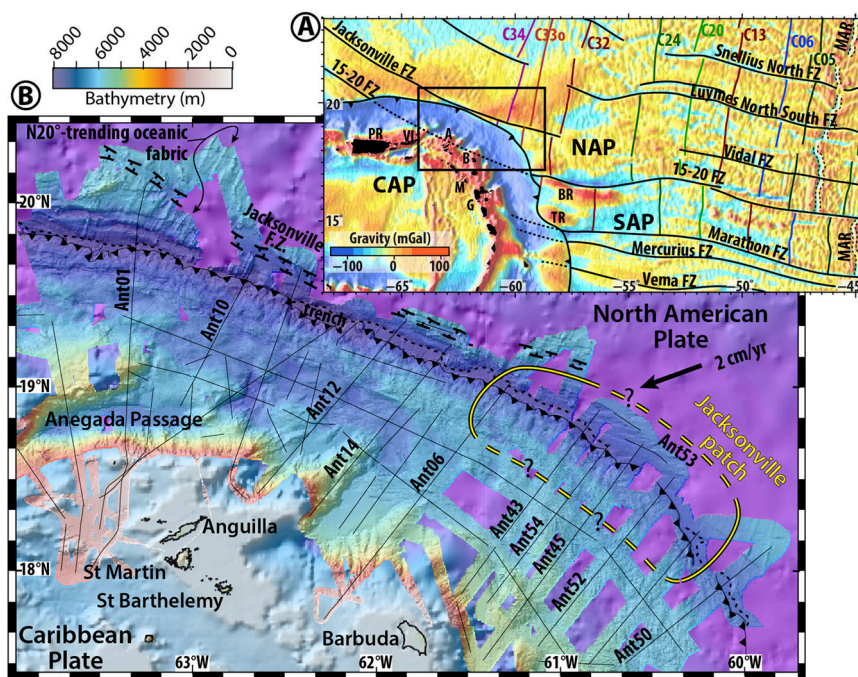 8000 6000 4000 2000 0
Bathymetry (m)
A
Jacksonville FZ
15-20 FZ
C34
C33o
C32
C24
C20
C13
C06
C05
MAR
Snellius North FZ
Luymes North South FZ
Vidal FZ
15-20 FZ
Marathon FZ
Mercurius FZ
Vema FZ
MAR
20°
15°
PR
VI
A
B
M
G
NAP
CAP
SAP
BR
TR
Gravity (mGal)
-100 0 100
-65 -60 -55 -50 -45
B
N20°-trending oceanic
fabric
Jacksonville
F.Z.
20°N
19°N
18°N
Ant01
Ant10
Trench
Ant12
Ant14
Ant06
Ant43
Ant54
Ant45
Ant52
Ant50
Ant53
North American
Plate
2 cm/yr
Jacksonville
patch
?
?
?
?
Anegada Passage
Anguilla
St Martin
St Barthelemy
Barbuda
Caribbean
Plate
63°W 62°W 61°W 60°W